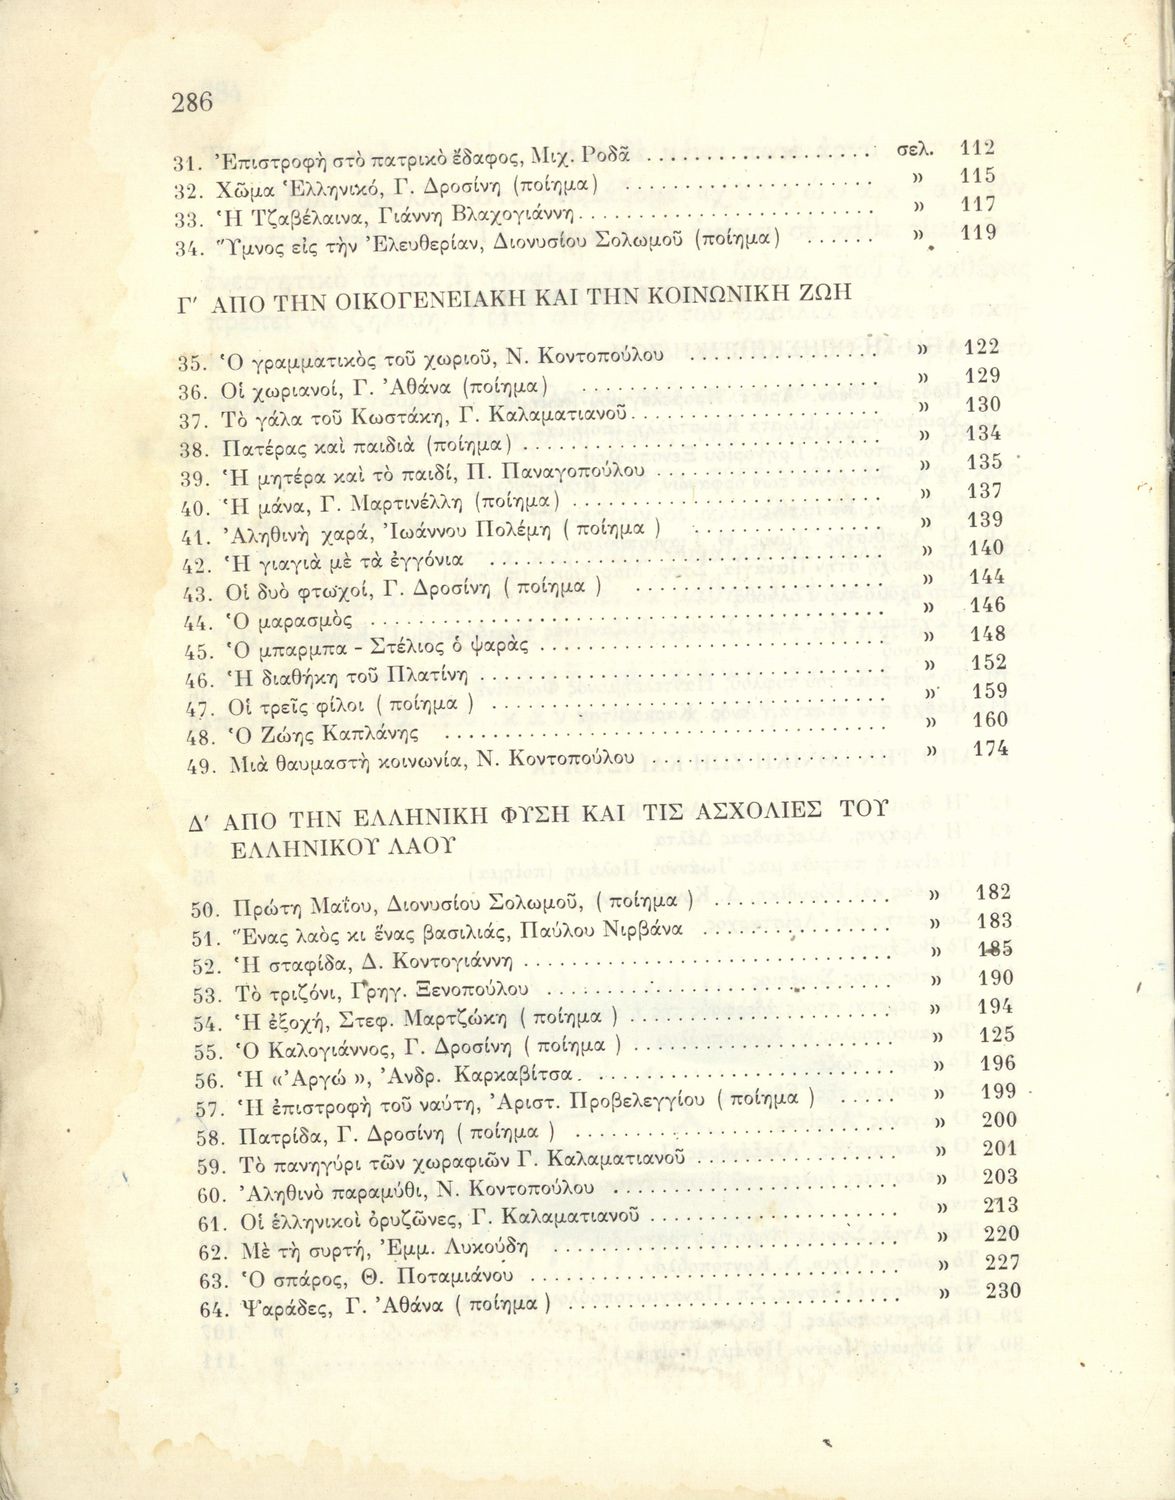 286
31. Ἐπιστροφὴ στὸ πατρικὸ ἔδαφος, Μιχ. Ροδᾶ .................... σελ. 112
32. Χῶμα Ἑλληνικό, Γ. Δροσίνη (ποίημα) ...................... » 115
33. Ἡ Τζαβέλαινα, Γιάννη Βλαχογιάννη.......................... » 117
34. Ὕμνος εἰς τὴν Ἐλευθερίαν, Διονυσίου Σολωμοῦ (ποίημα) ...... » 119
Γ′ ΑΠΟ ΤΗΝ ΟΙΚΟΓΕΝΕΙΑΚΗ ΚΑΙ ΤΗΝ ΚΟΙΝΩΝΙΚΗ ΖΩΗ
35. Ὁ γραμματικὸς τοῦ χωριοῦ, Ν. Κοντοπούλου ................. » 122
36. Οἱ χωριανοί, Γ. Ἀθάνα (ποίημα) .......................... » 129
37. Τὸ γάλα τοῦ Κωστάκη, Γ. Καλαματιανοῦ...................... » 130
38. Πατέρας καὶ παιδιὰ (ποίημα) ................................ » 134
39. Ἡ μητέρα καὶ τὸ παιδί, Π. Παναγοπούλου .................... » 135
40. Ἡ μάνα, Γ. Μαρτινέλλη (ποίημα) ............................ » 137
41. Ἀληθινὴ χαρά, Ἰωάννου Πολέμη ( ποίημα ) ................. » 139
42. Ἡ γιαγιὰ μὲ τὰ ἐγγόνια ................................... » 140
43. Οἱ δυὸ φτωχοί, Γ. Δροσίνη ( ποίημα ) ...................... » 144
44. Ὁ μαρασμὸς .............................................. » 146
45. Ὁ μπαρμπα - Στέλιος ὁ ψαρὰς ............................... » 148
46. Ἡ διαθήκη τοῦ Πλατίνη ..................................... » 152
47. Οἱ τρεῖς φίλοι ( ποίημα ) ................................... » 159
48. Ὁ Ζώης Καπλάνης ........................................ » 160
49. Μιὰ θαυμαστὴ κοινωνία, Ν. Κοντοπούλου ..................... » 174
Δ′ ΑΠΟ ΤΗΝ ΕΛΛΗΝΙΚΗ ΦΥΣΗ ΚΑΙ ΤΙΣ ΑΣΧΟΛΙΕΣ ΤΟΥ
ΕΛΛΗΝΙΚΟΥ ΛΑΟΥ
50. Πρώτη Μαΐου, Διονυσίου Σολωμοῦ, ( ποίημα ) ................ » 182
51. Ἕνας λαὸς κι ἕνας βασιλιάς, Παύλου Νιρβάνα ................. » 183
52. Ἡ σταφίδα, Δ. Κοντογιάννη ................................. » 185
53. Τὸ τριζόνι, Γρηγ. Ξενοπούλου ............................... » 190
54. Ἡ ἐξοχή, Στεφ. Μαρτζώκη ( ποίημα ) ........................ » 194
55. Ὁ Καλογιάννος, Γ. Δροσίνη ( ποίημα ) ....................... » 125
56. Ἡ «Ἀργώ », Ἀνδρ. Καρκαβίτσα. ........................... » 196
57. Ἡ ἐπιστροφὴ τοῦ ναύτη, Ἀριστ. Προβελεγγίου ( ποίημα ) ..... » 199
58. Πατρίδα, Γ. Δροσίνη ( ποίημα ) ............................. » 200
59. Τὸ πανηγύρι τῶν χωραφιῶν Γ. Καλαματιανοῦ .................. » 201
60. Ἀληθινὸ παραμύθι, Ν. Κοντοπούλου ......................... » 203
61. Οἱ ἑλληνικοὶ ὀρυζῶνες, Γ. Καλαματιανοῦ ..................... » 213
62. Μὲ τὴ συρτή, Ἐμμ. Λυκούδη ............................... » 220
63. Ὁ σπάρος, Θ. Ποταμιάνου .................................. » 227
64. Ψαράδες, Γ. Ἀθάνα ( ποίημα ) .............................. » 230